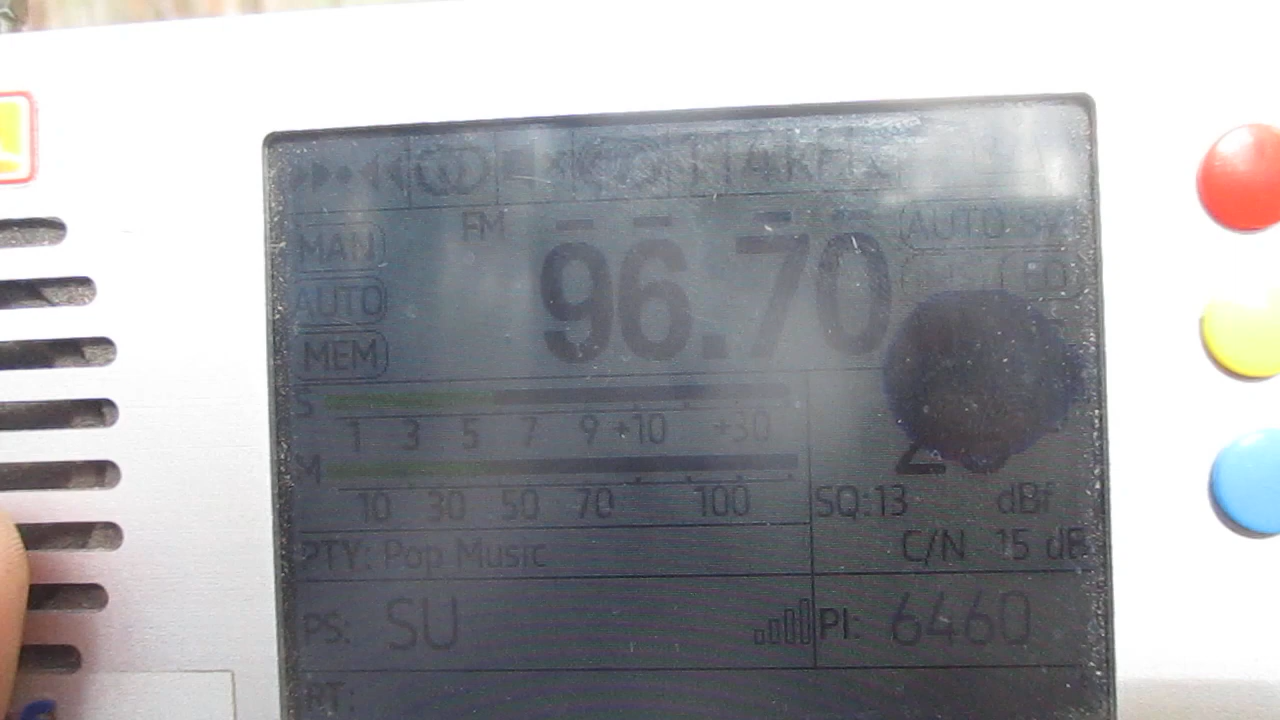 FM
MAN
AUTO
MEM
96.70
AUTO
S
1 3 5 7 9 +10 +30
M
10 30 50 70 100
SQ:13 dBf
C/N 15 dB
PTY: Pop Music
PS: SU
PI: 6460
RT: